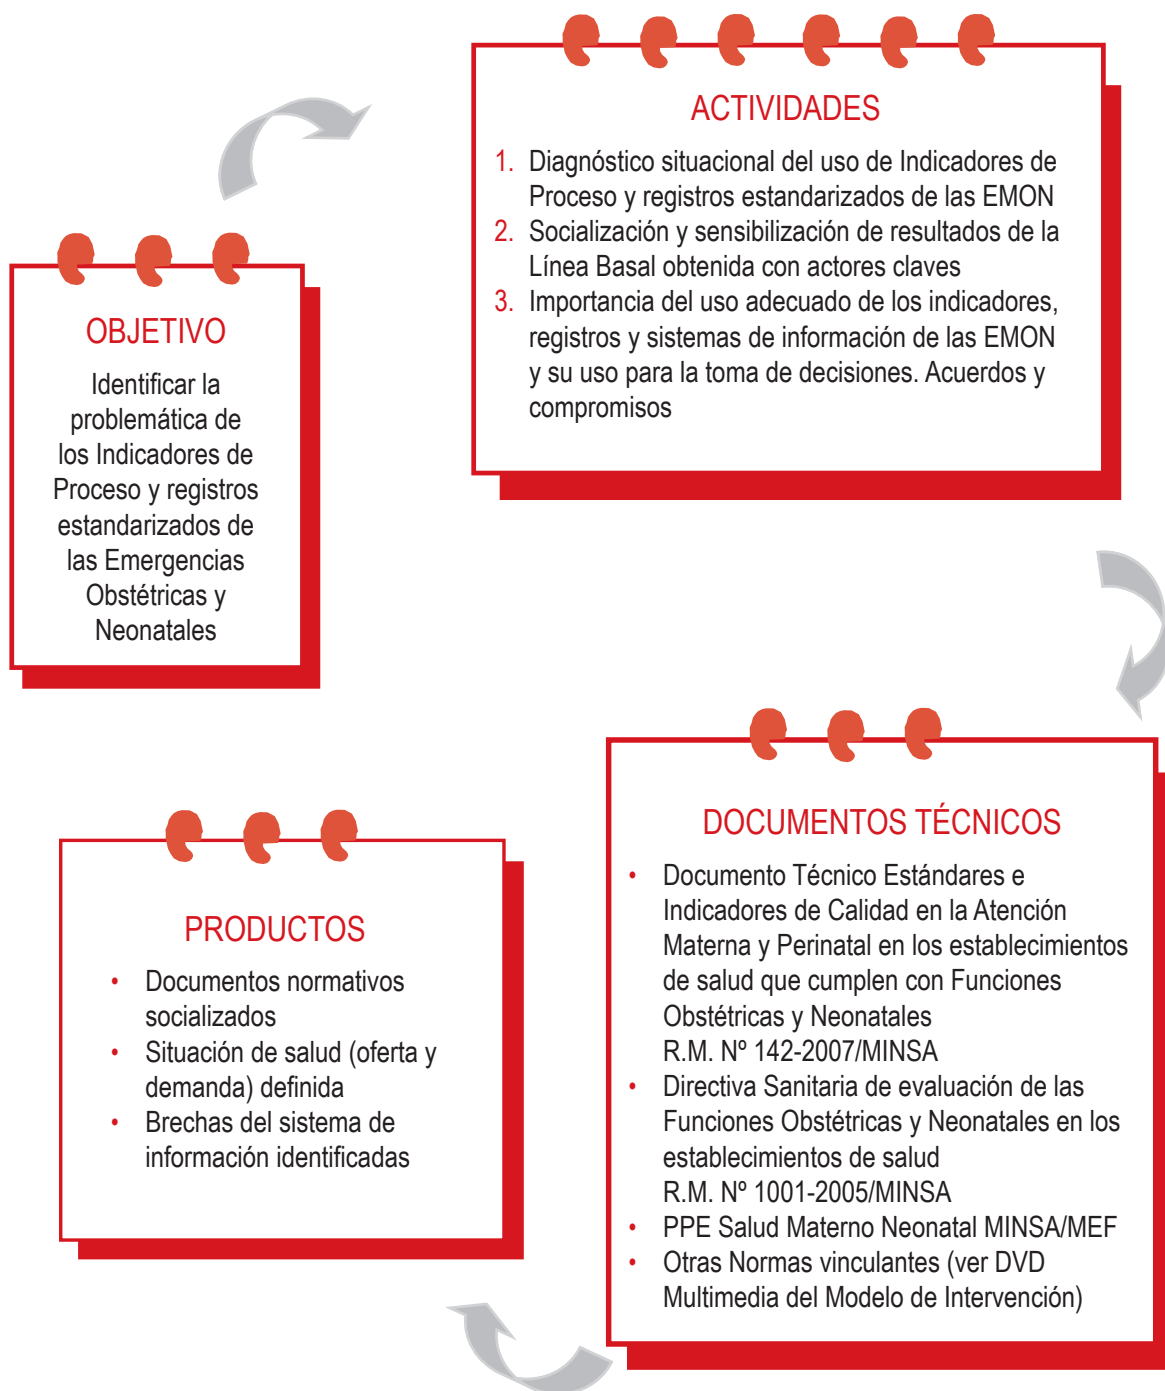 OBJETIVO
Identificar la
problemática de
los Indicadores de
Proceso y registros
estandarizados de
las Emergencias
Obstétricas y
Neonatales
ACTIVIDADES
1. Diagnóstico situacional del uso de Indicadores de
Proceso y registros estandarizados de las EMON
2. Socialización y sensibilización de resultados de la
Línea Basal obtenida con actores claves
3. Importancia del uso adecuado de los indicadores,
registros y sistemas de información de las EMON
y su uso para la toma de decisiones. Acuerdos y
compromisos
DOCUMENTOS TÉCNICOS
• Documento Técnico Estándares e
Indicadores de Calidad en la Atención
Materna y Perinatal en los establecimientos
de salud que cumplen con Funciones
Obstétricas y Neonatales
R.M. Nº 142-2007/MINSA
• Directiva Sanitaria de evaluación de las
Funciones Obstétricas y Neonatales en los
establecimientos de salud
R.M. Nº 1001-2005/MINSA
• PPE Salud Materno Neonatal MINSA/MEF
• Otras Normas vinculantes (ver DVD
Multimedia del Modelo de Intervención)
PRODUCTOS
• Documentos normativos
socializados
• Situación de salud (oferta y
demanda) definida
• Brechas del sistema de
información identificadas